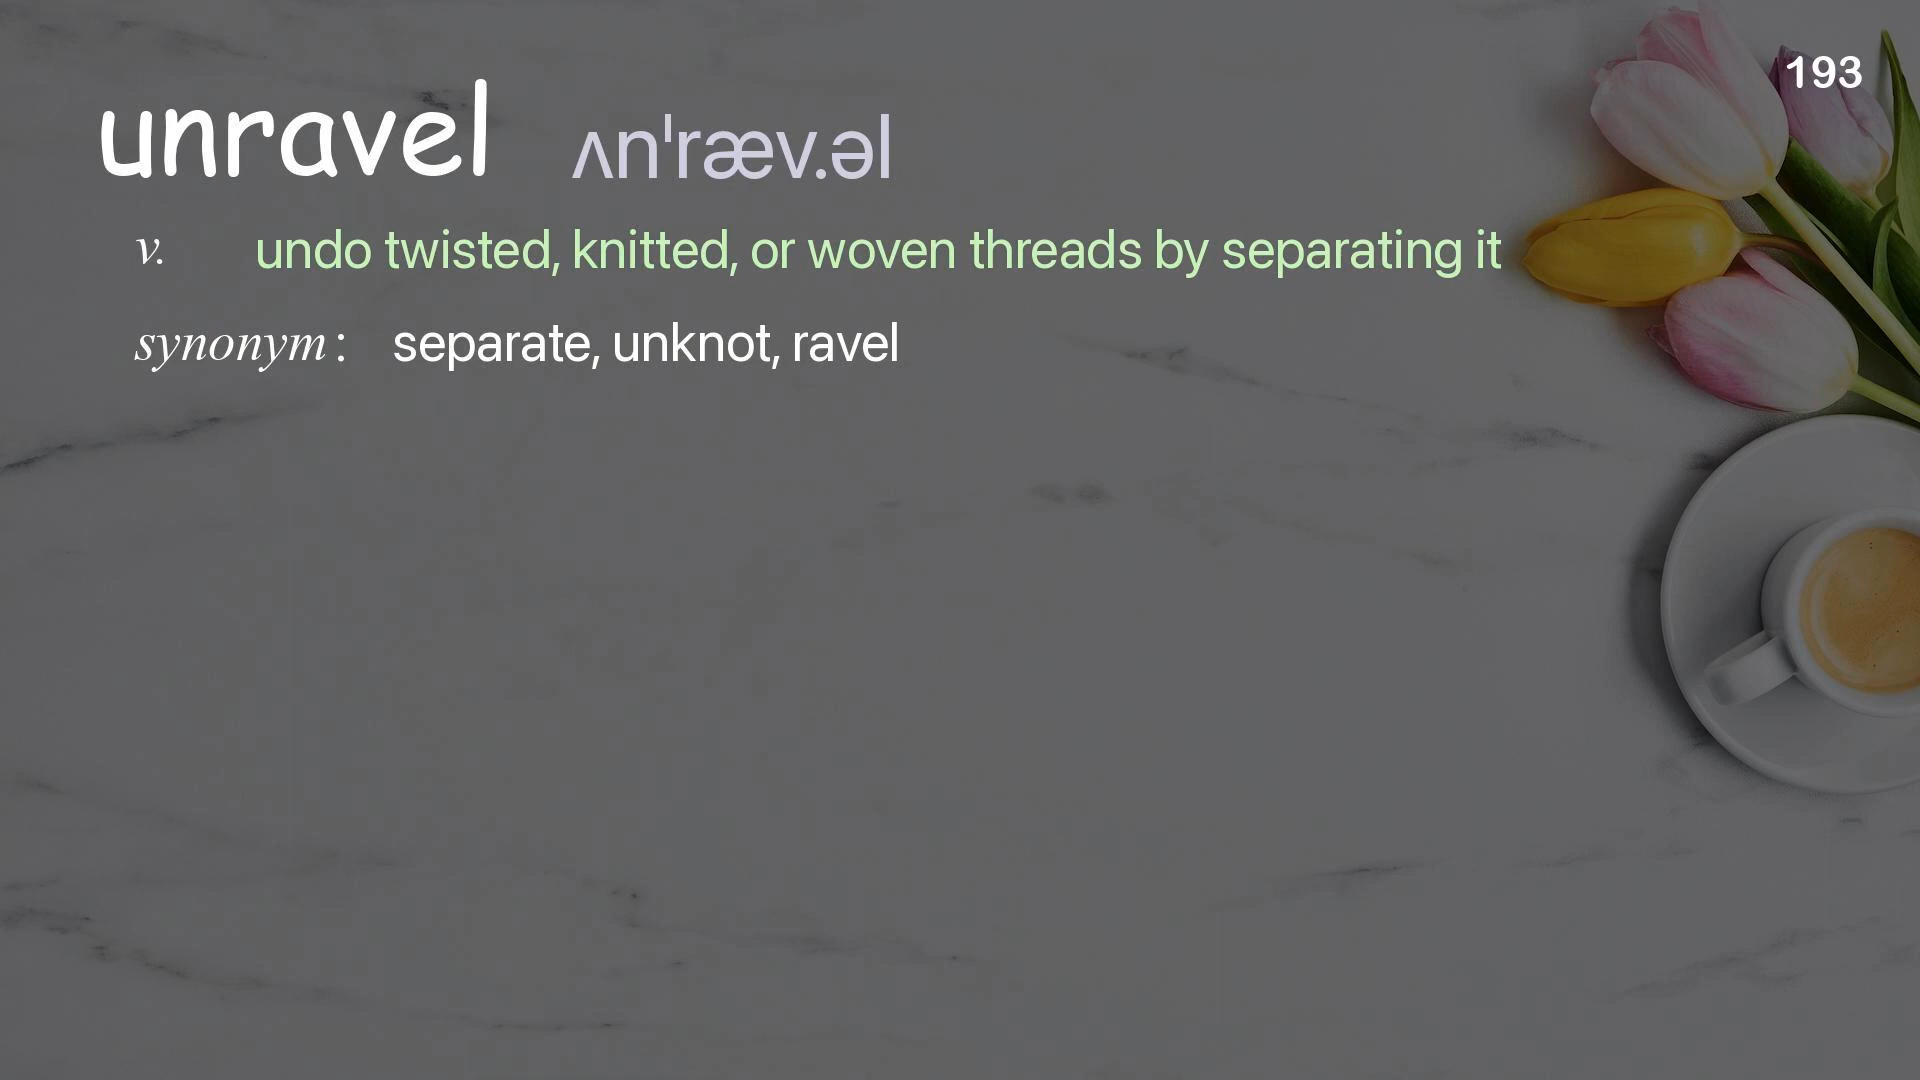 193
unravel ʌnˈræv.əl
v. undo twisted, knitted, or woven threads by separating it
synonym : separate, unknot, ravel